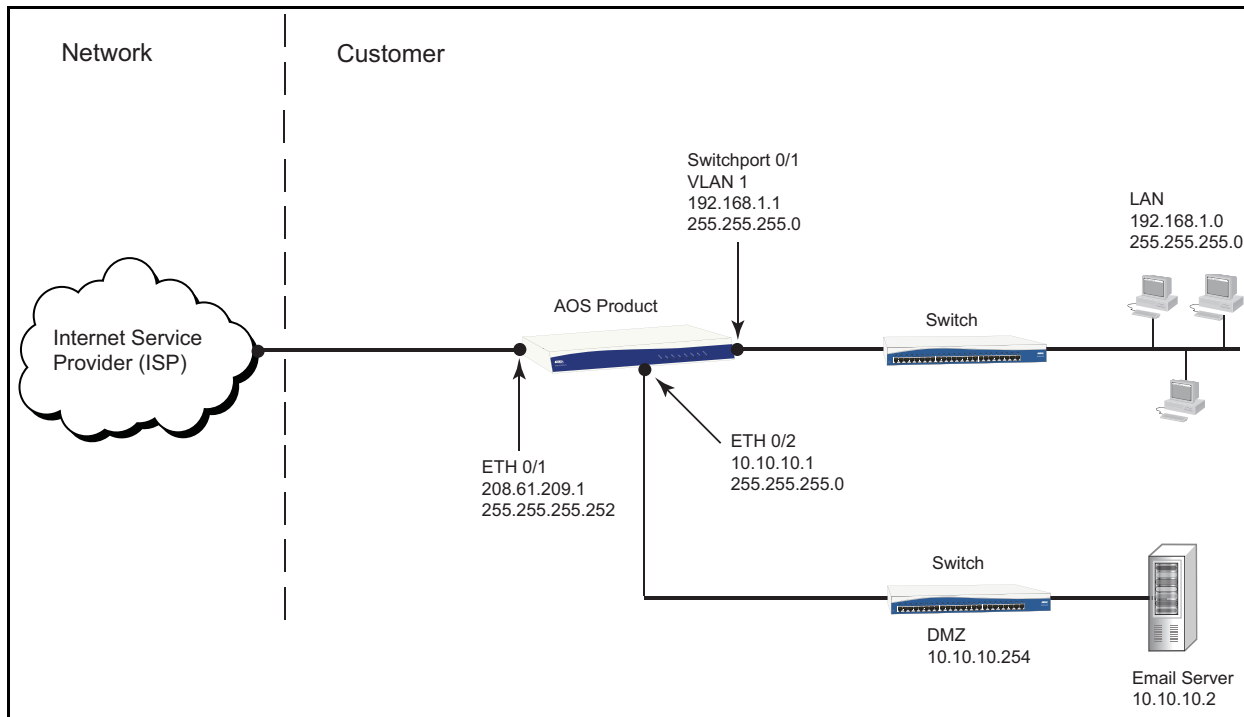 Network
Customer
Switchport 0/1
VLAN 1
192.168.1.1
255.255.255.0
LAN
192.168.1.0
255.255.255.0
AOS Product
Switch
Internet Service
Provider (ISP)
ETH 0/1
208.61.209.1
255.255.255.252
ETH 0/2
10.10.10.1
255.255.255.0
Switch
DMZ
10.10.10.254
Email Server
10.10.10.2